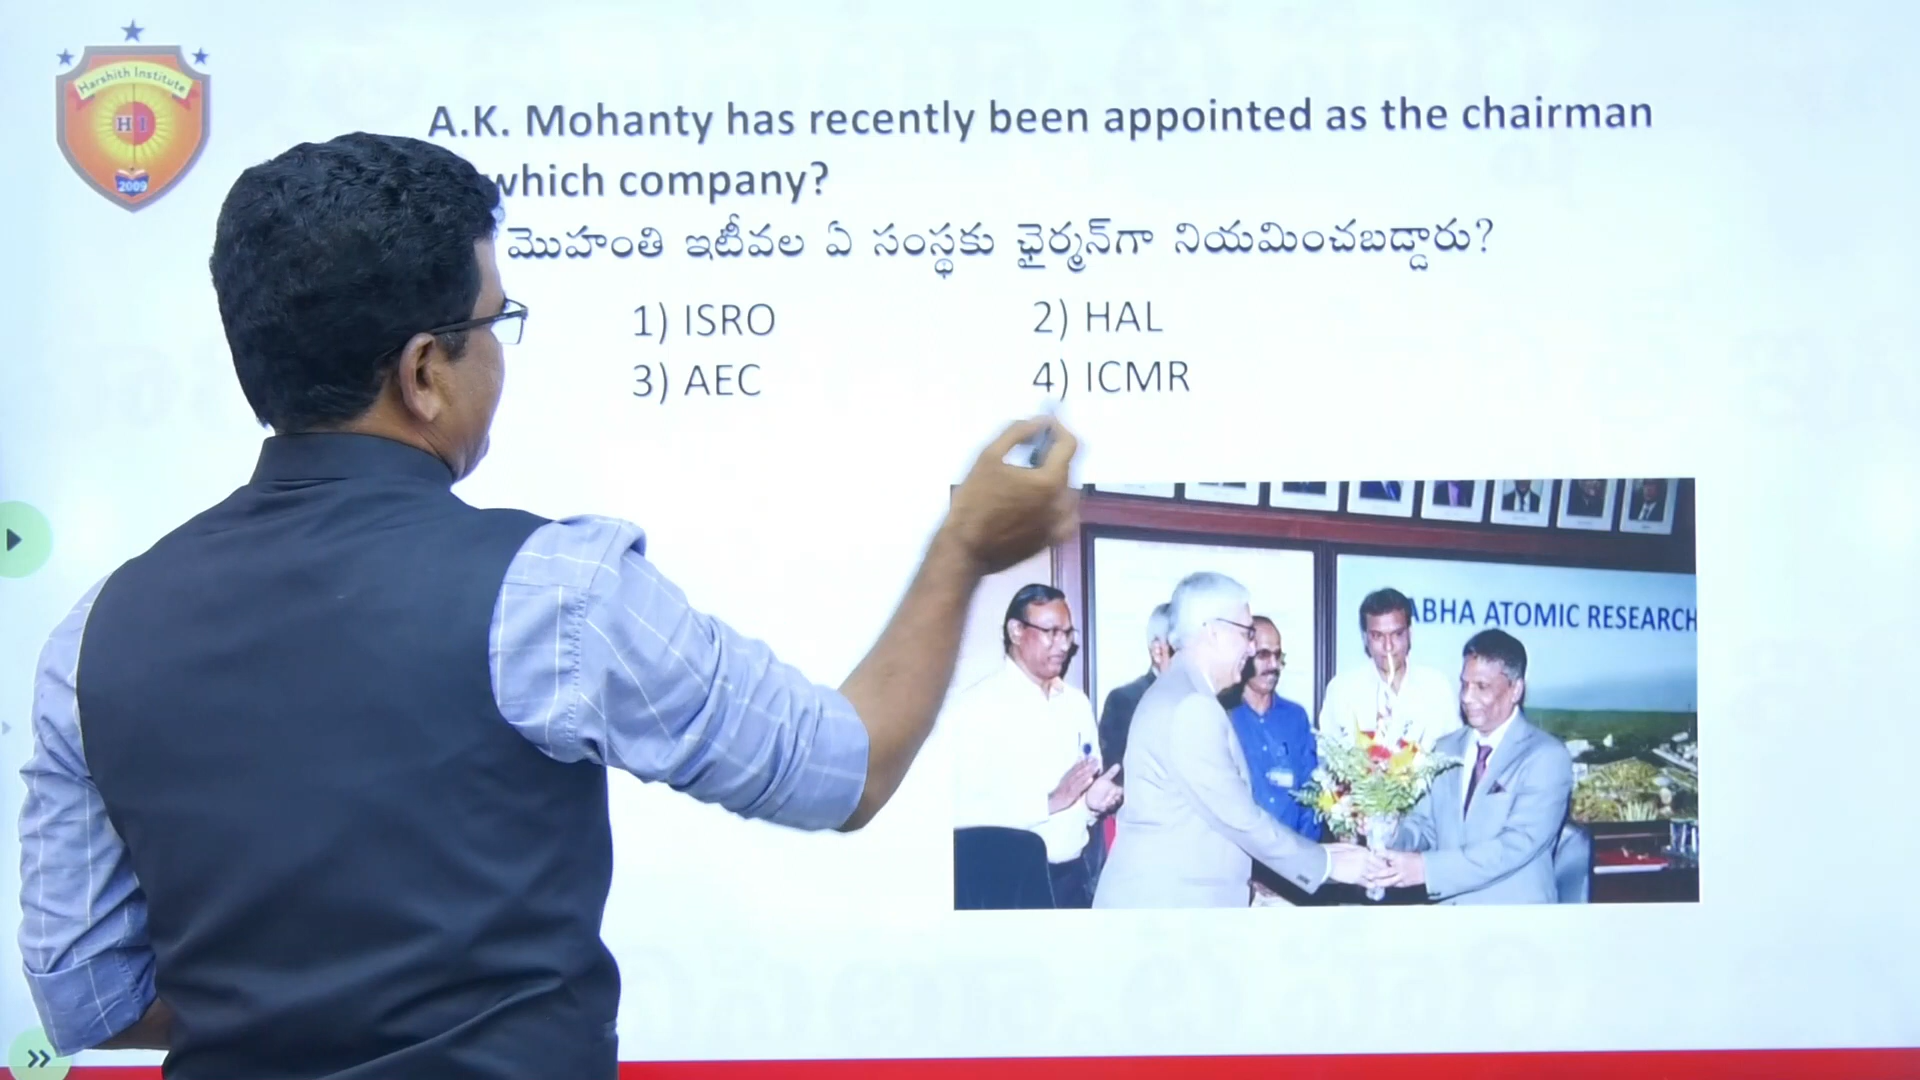 Harshith Institute
HI
2009
A.K. Mohanty has recently been appointed as the chairman
which company?
మొహంతి ఇటీవల ఏ సంస్థకు ఛైర్మన్‌గా నియమించబడ్డారు?
1) ISRO 2) HAL
3) AEC 4) ICMR
ABHA ATOMIC RESEARCH